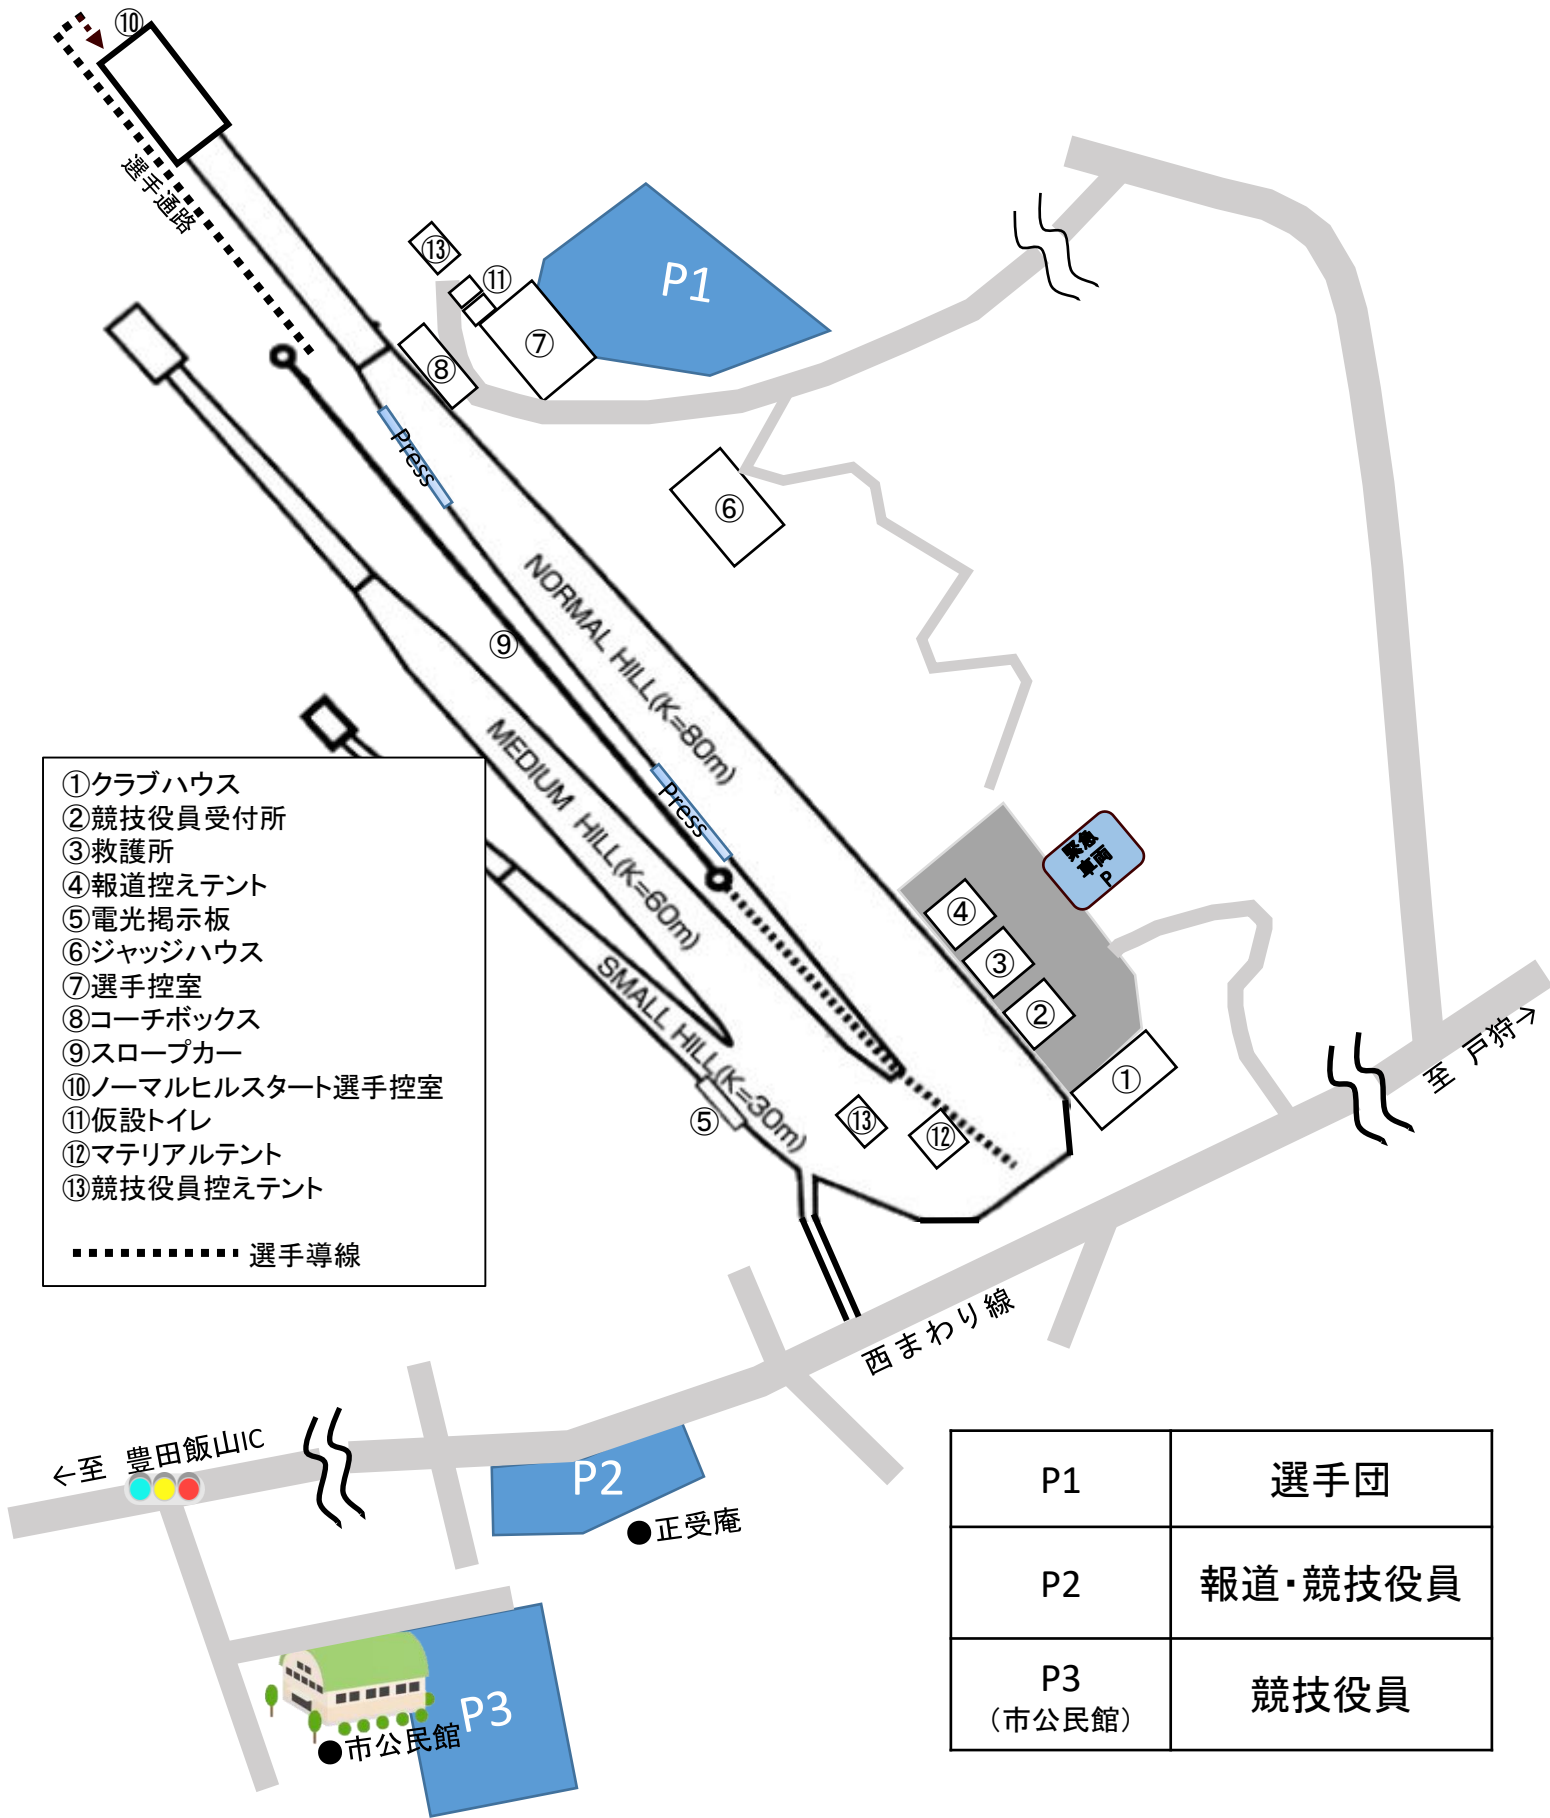 ⑩
選手通路
⑬
⑪
P1
⑦
⑧
Press
⑥
NORMAL HILL(K=80m)
⑨
MEDIUM HILL(K=60m)
Press
①クラブハウス
②競技役員受付所
③救護所
④報道控えテント
⑤電光掲示板
⑥ジャッジハウス
⑦選手控室
⑧コーチボックス
⑨スロープカー
⑩ノーマルヒルスタート選手控室
⑪仮設トイレ
⑫マテリアルテント
⑬競技役員控えテント
選手導線
緊急
車両
P
④
③
②
①
SMALL HILL(K=30m)
⑤
⑬
⑫
至 戸狩→
西まわり線
←至 豊田飯山IC
P2
●正受庵
P3
●市公民館
P1 選手団
P2 報道・競技役員
P3 競技役員
（市公民館）